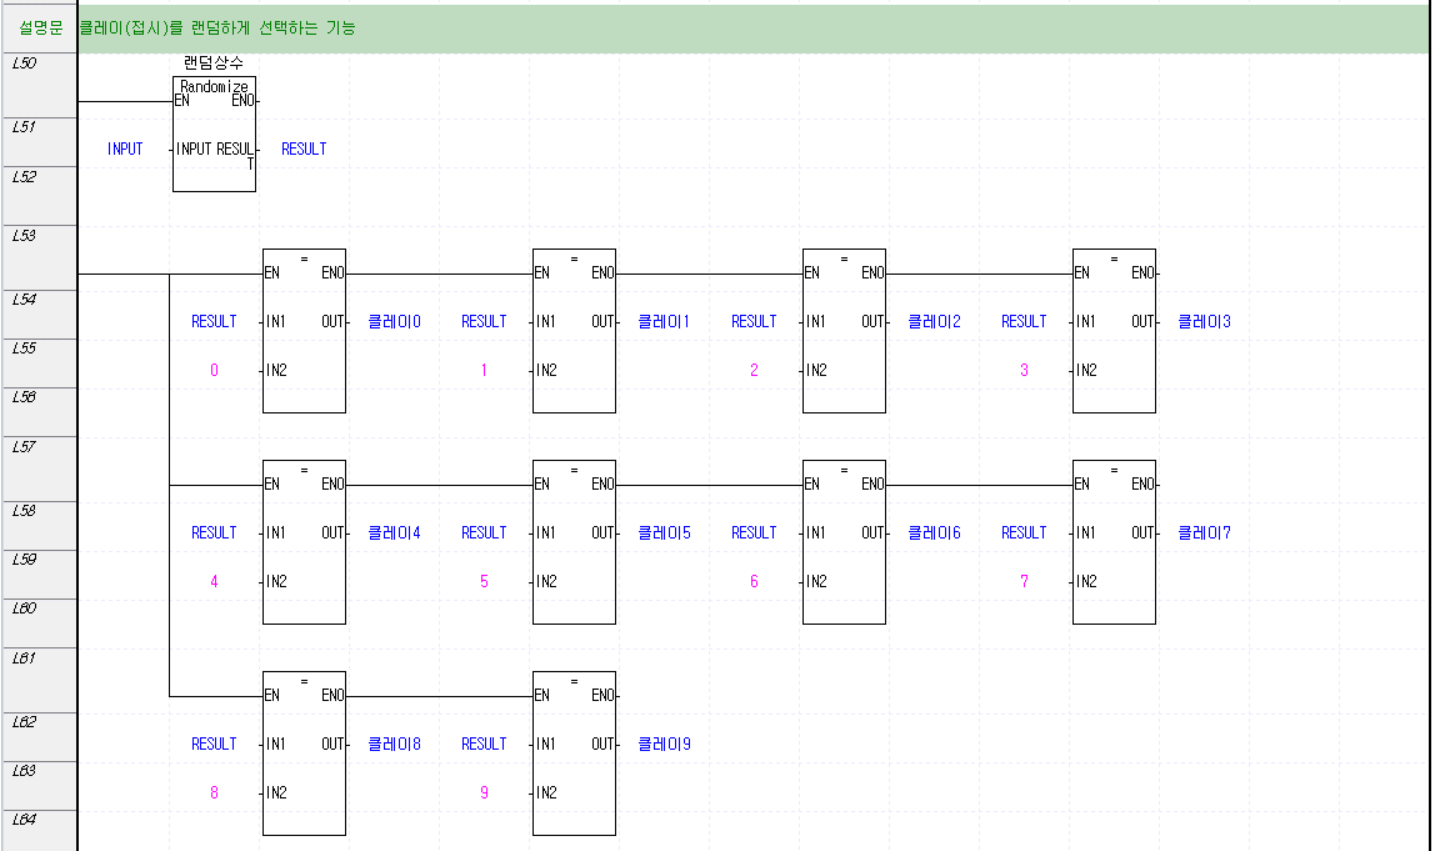 설명문 클레이(접시)를 랜덤하게 선택하는 기능
L50 랜덤상수
Randomize
EN ENO
L51
INPUT INPUT RESUL RESULT
T
L52
L53
= = = =
EN ENO EN ENO EN ENO EN ENO
L54
RESULT IN1 OUT 클레이0 RESULT IN1 OUT 클레이1 RESULT IN1 OUT 클레이2 RESULT IN1 OUT 클레이3
L55
0 IN2 1 IN2 2 IN2 3 IN2
L56
L57
= = = =
EN ENO EN ENO EN ENO EN ENO
L58
RESULT IN1 OUT 클레이4 RESULT IN1 OUT 클레이5 RESULT IN1 OUT 클레이6 RESULT IN1 OUT 클레이7
L59
4 IN2 5 IN2 6 IN2 7 IN2
L60
L61
= =
EN ENO EN ENO
L62
RESULT IN1 OUT 클레이8 RESULT IN1 OUT 클레이9
L63
8 IN2 9 IN2
L64